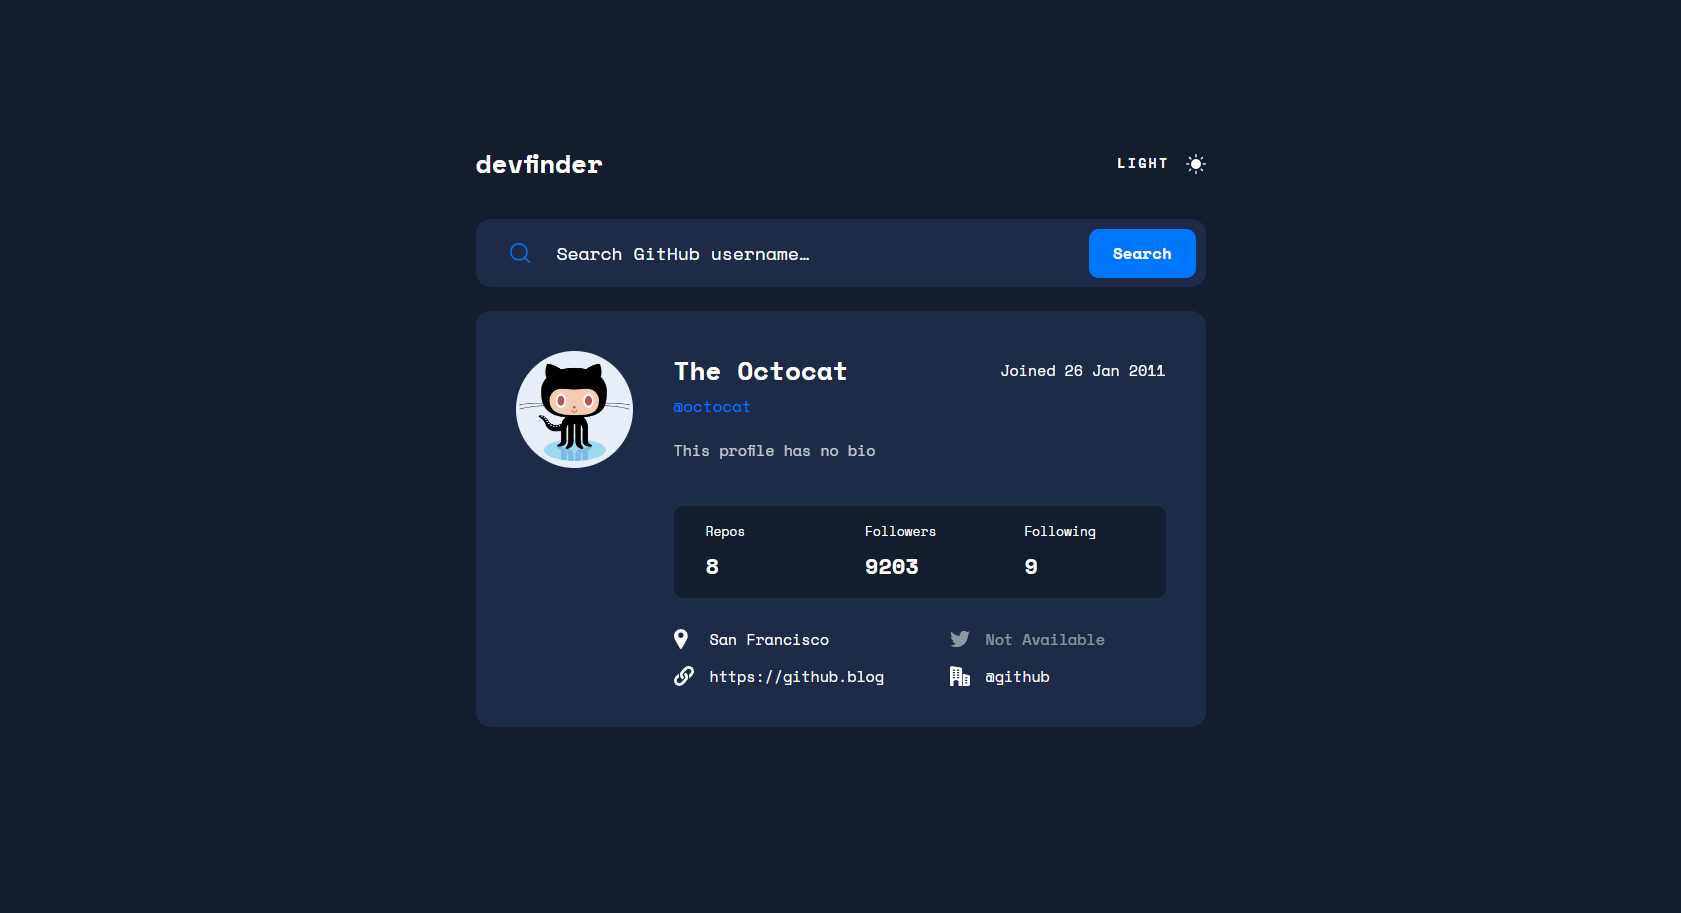 devfinder
LIGHT
Search GitHub username…
Search
The Octocat
Joined 26 Jan 2011
@octocat
This profile has no bio
Repos
Followers
Following
8
9203
9
San Francisco
Not Available
https://github.blog
@github